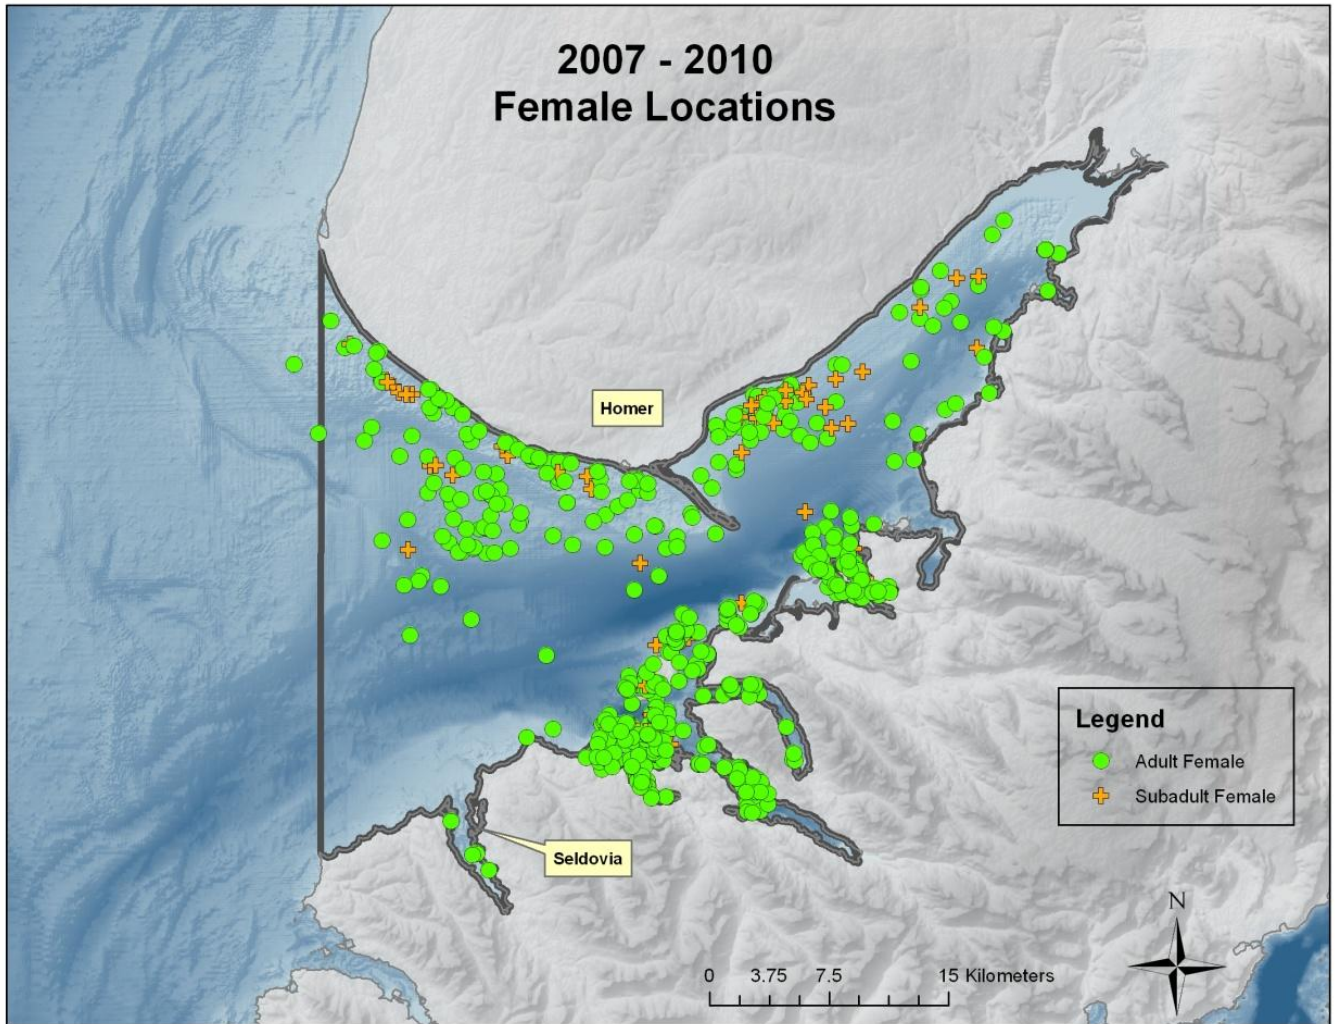 2007 - 2010
Female Locations
Homer
Legend
Adult Female
Subadult Female
Seldovia
N
0 3.75 7.5 15 Kilometers